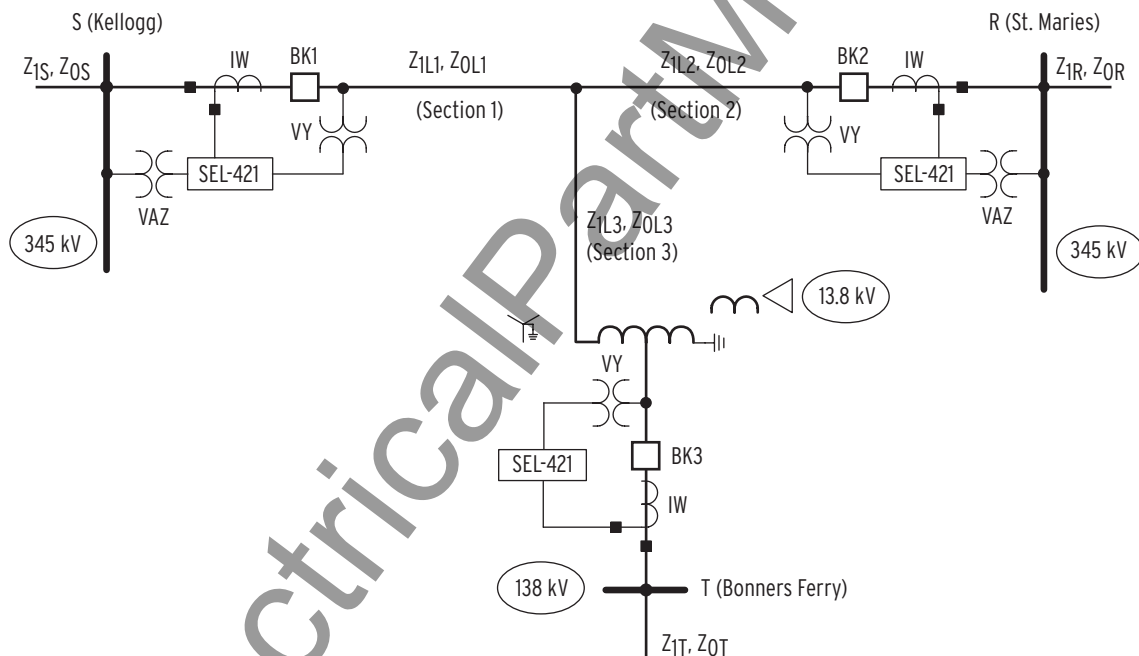 S (Kellogg)
R (St. Maries)
Z1S, Z0S
IW
BK1
Z1L1, Z0L1
Z1L2, Z0L2
BK2
IW
Z1R, Z0R
(Section 1)
(Section 2)
VY
VY
SEL-421
SEL-421
VAZ
VAZ
345 kV
345 kV
Z1L3, Z0L3
(Section 3)
13.8 kV
VY
SEL-421
BK3
IW
138 kV
T (Bonners Ferry)
Z1T, Z0T
ctricalPartM